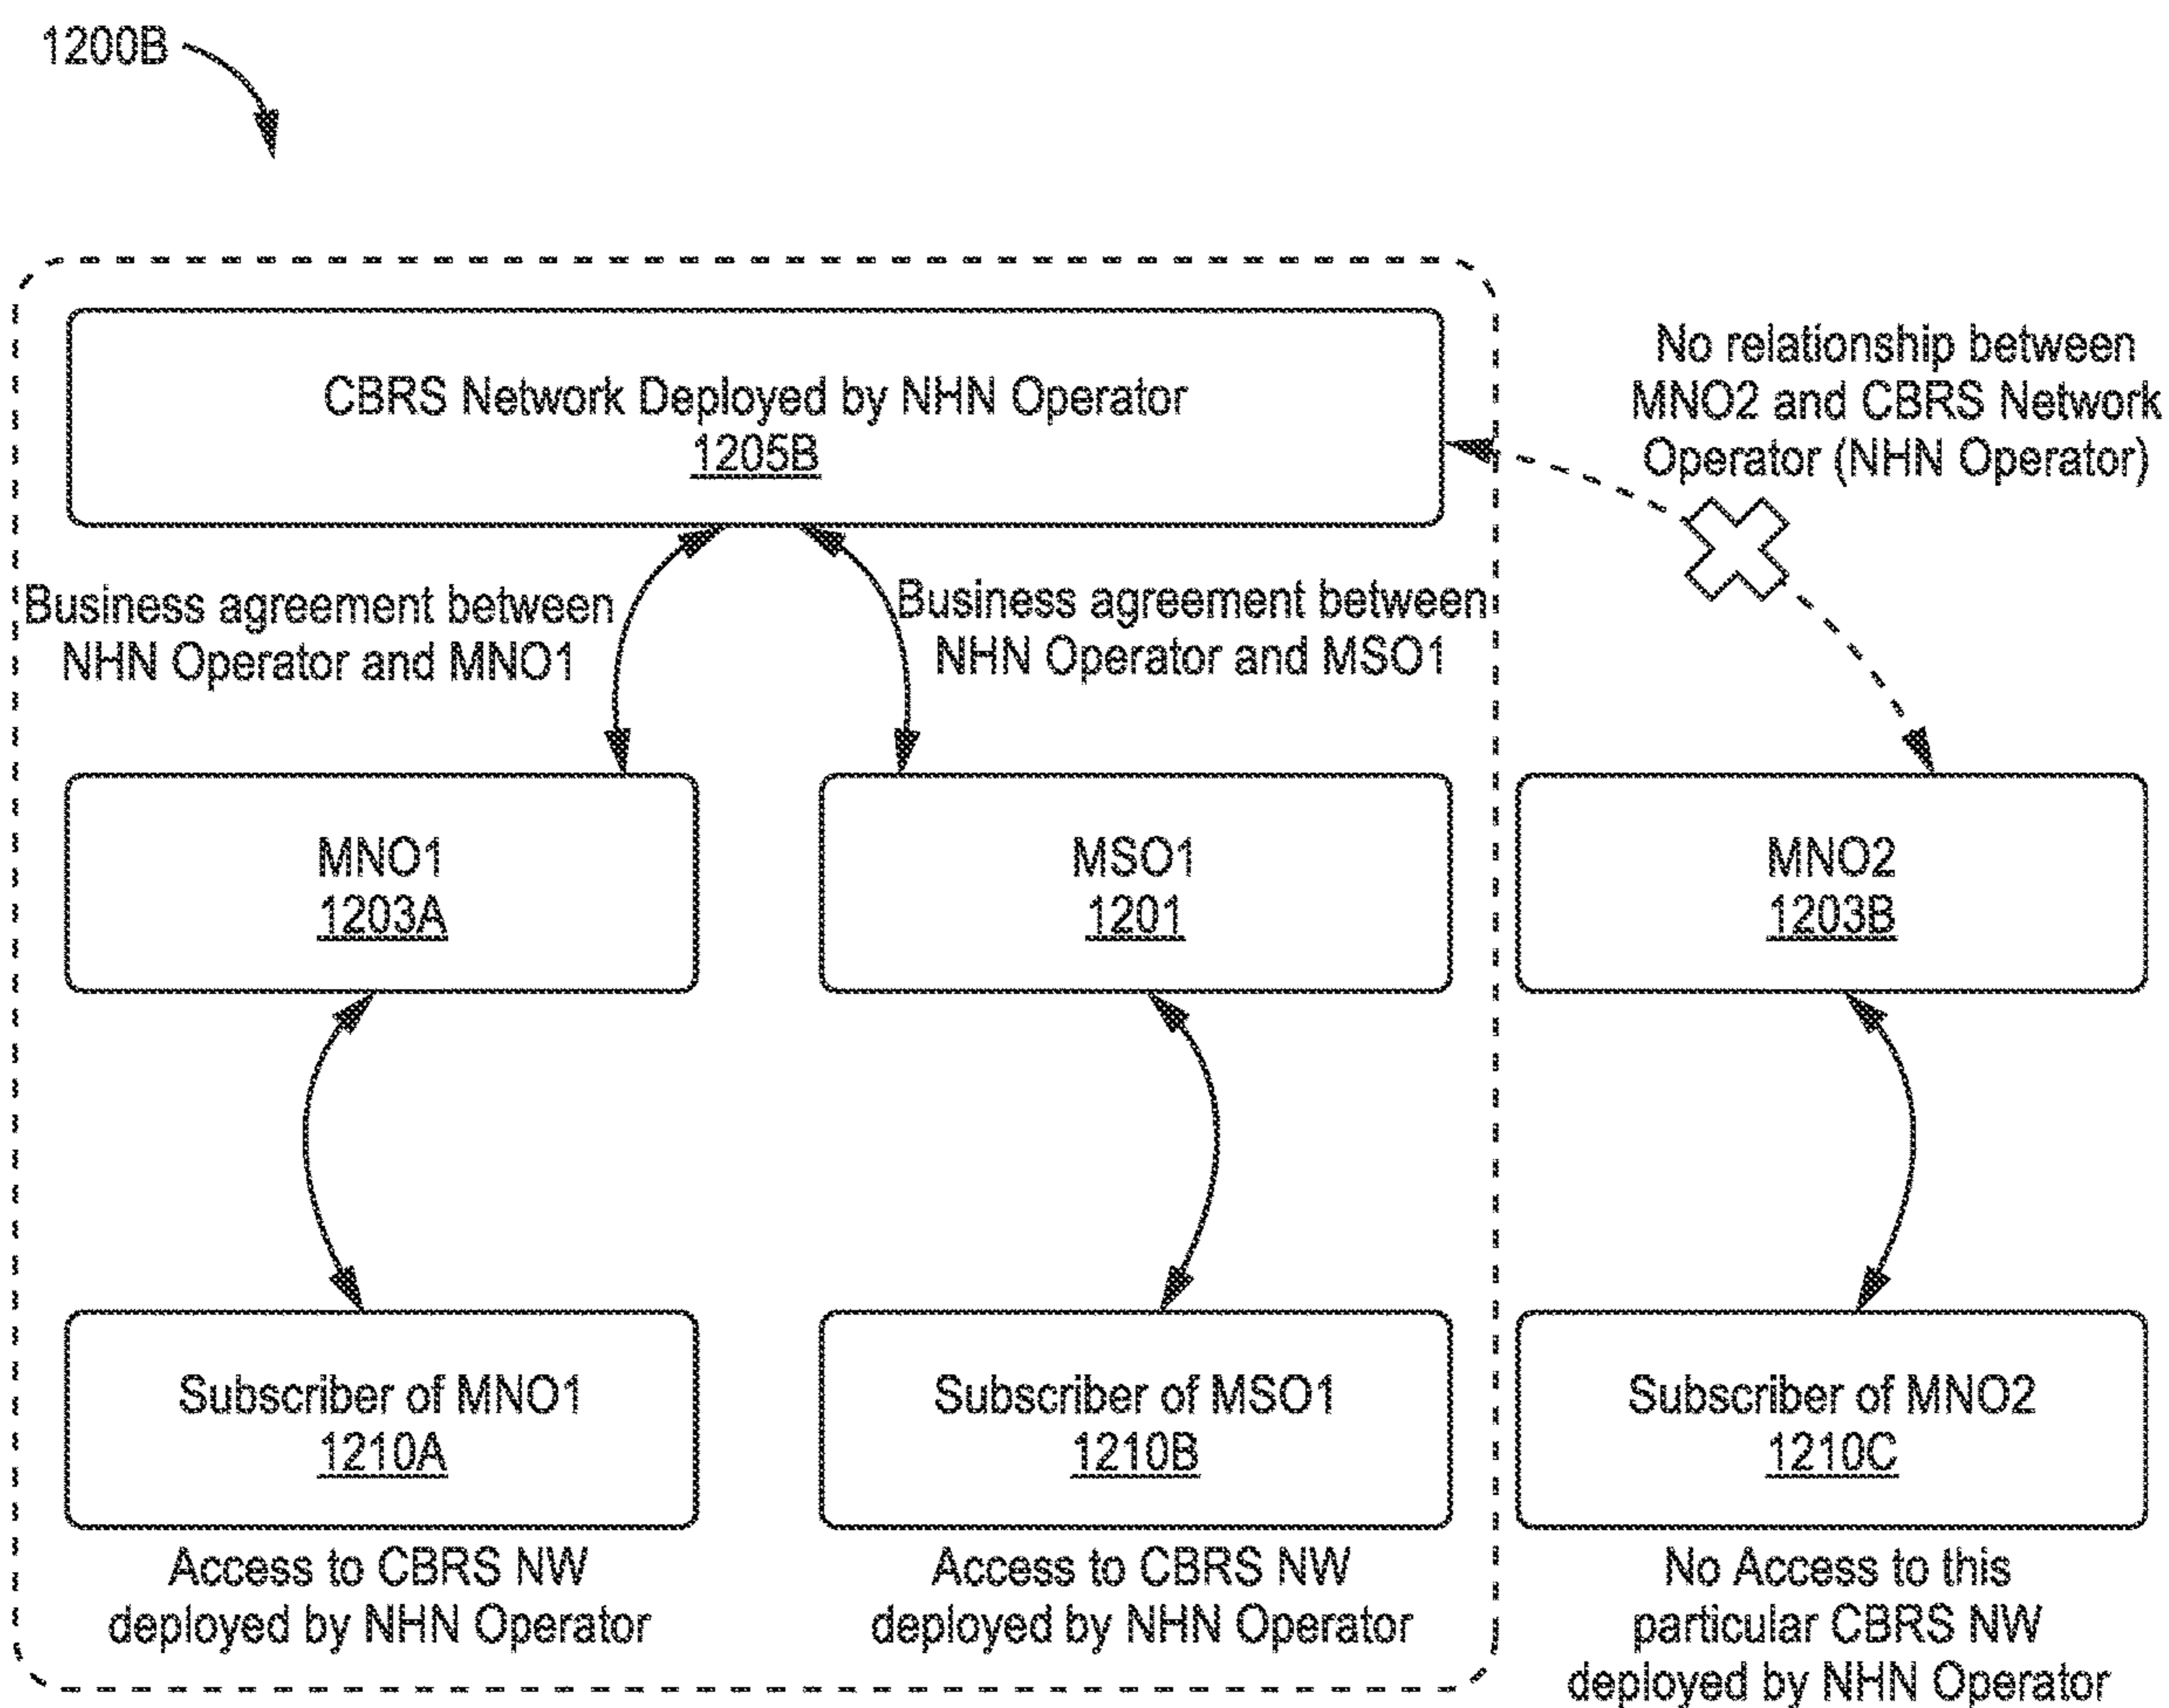 1200B
CBRS Network Deployed by NHN Operator
1205B
No relationship between
MNO2 and CBRS Network
Operator (NHN Operator)
Business agreement between
NHN Operator and MNO1
Business agreement between
NHN Operator and MSO1
MNO1
1203A
MSO1
1201
MNO2
1203B
Subscriber of MNO1
1210A
Subscriber of MSO1
1210B
Subscriber of MNO2
1210C
Access to CBRS NW
deployed by NHN Operator
Access to CBRS NW
deployed by NHN Operator
No Access to this
particular CBRS NW
deployed by NHN Operator